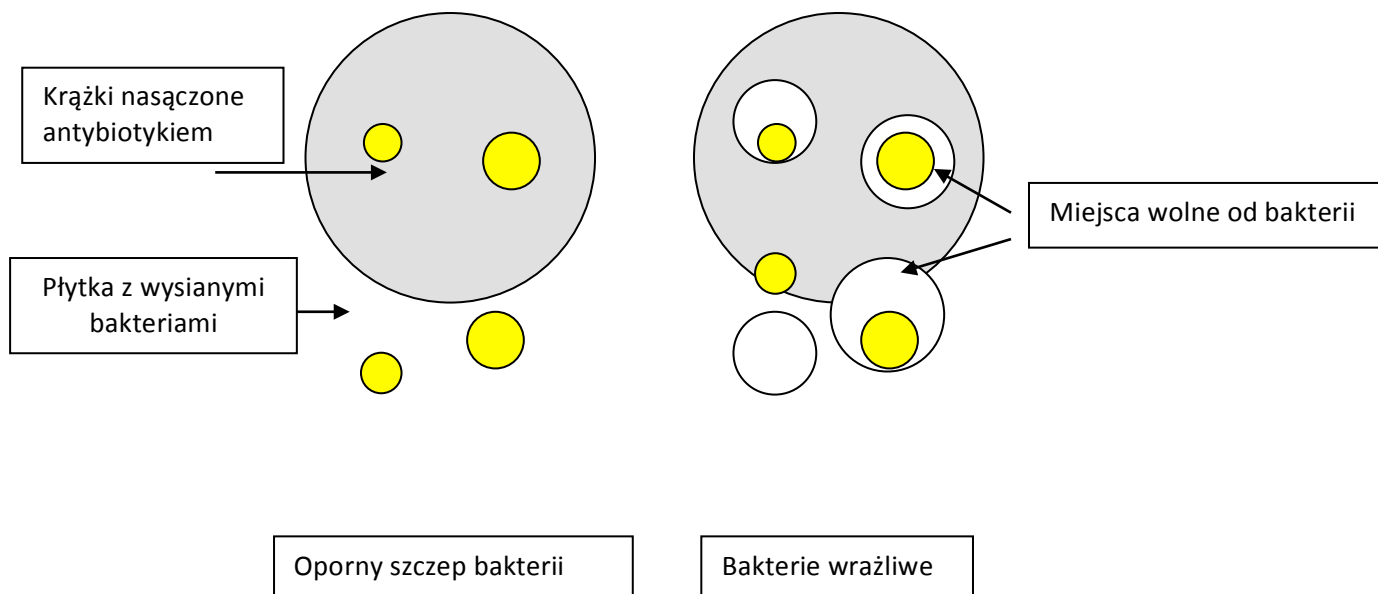 Krążki nasączone
antybiotykiem
Miejsca wolne od bakterii
Płytka z wysianymi
bakteriami
Oporny szczep bakterii
Bakterie wrażliwe